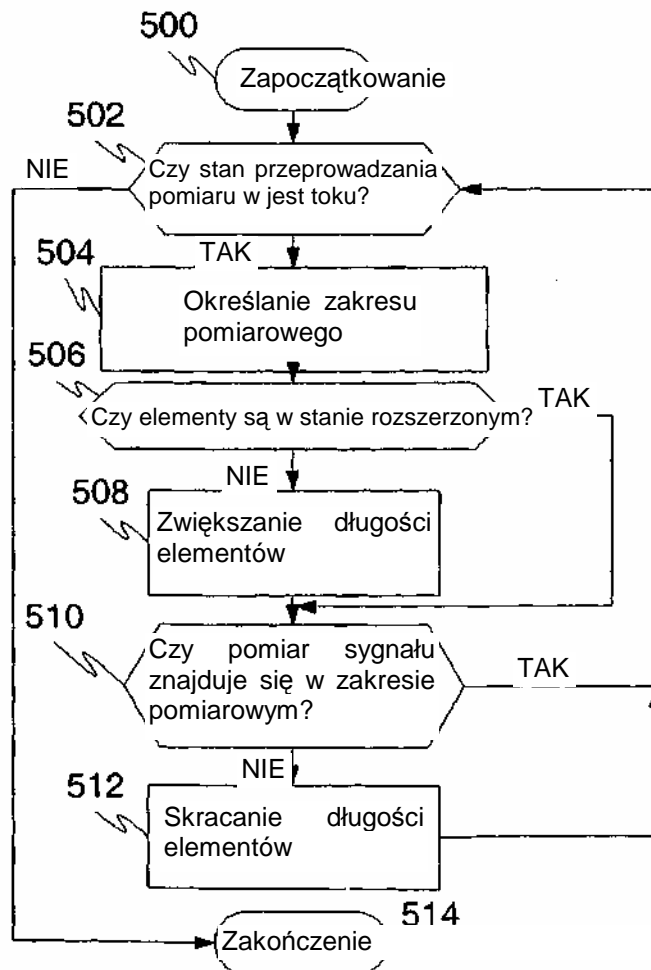 500
Zapoczątkowanie
502
NIE
Czy stan przeprowadzania
pomiaru w jest toku?
TAK
504
Określanie zakresu
pomiarowego
506
Czy elementy są w stanie rozszerzonym?
TAK
NIE
508
Zwiększanie długości
elementów
510
Czy pomiar sygnału
znajduje się w zakresie
pomiarowym?
TAK
NIE
512
Skracanie długości
elementów
514
Zakończenie